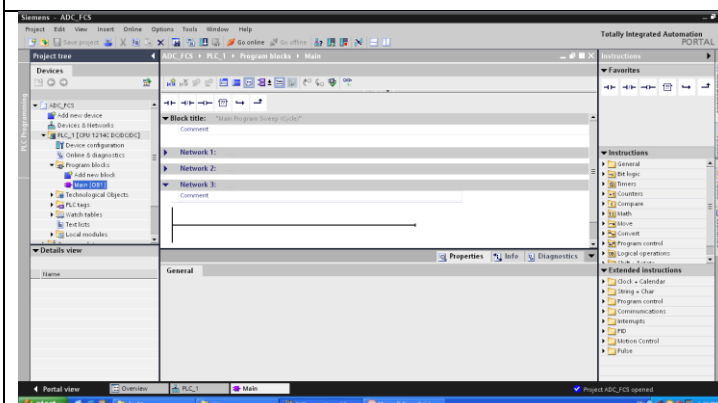 Siemens - ADC_FCS
Project Edit View Insert Online Options Tools Window Help
Totally Integrated Automation
PORTAL
Save project
Go online
Go offline
Project tree
ADC_FCS PLC_1 Program blocks Main
Instructions
Devices
Favorites
PLC Programming
ADC_FCS
Add new device
Devices & Networks
PLC_1 [CPU 1214C DC/DC/DC]
Device configuration
Online & diagnostics
Program blocks
Add new block
Main [OB1]
Technological Objects
PLC tags
Watch tables
Text lists
Local modules
Block title: "Main Program Sweep (Cycle)"
Comment
Network 1:
Network 2:
Network 3:
Comment
Instructions
General
Bit logic
Timers
Counters
Compare
Math
Move
Convert
Program control
Logical operations
Shift + Rotate
Details view
Name
Properties
Info
Diagnostics
General
Extended instructions
Clock + Calendar
String + Char
Program control
Communications
Interrupts
PID
Motion Control
Pulse
Portal view
Overview
PLC_1
Main
Project ADC_FCS opened